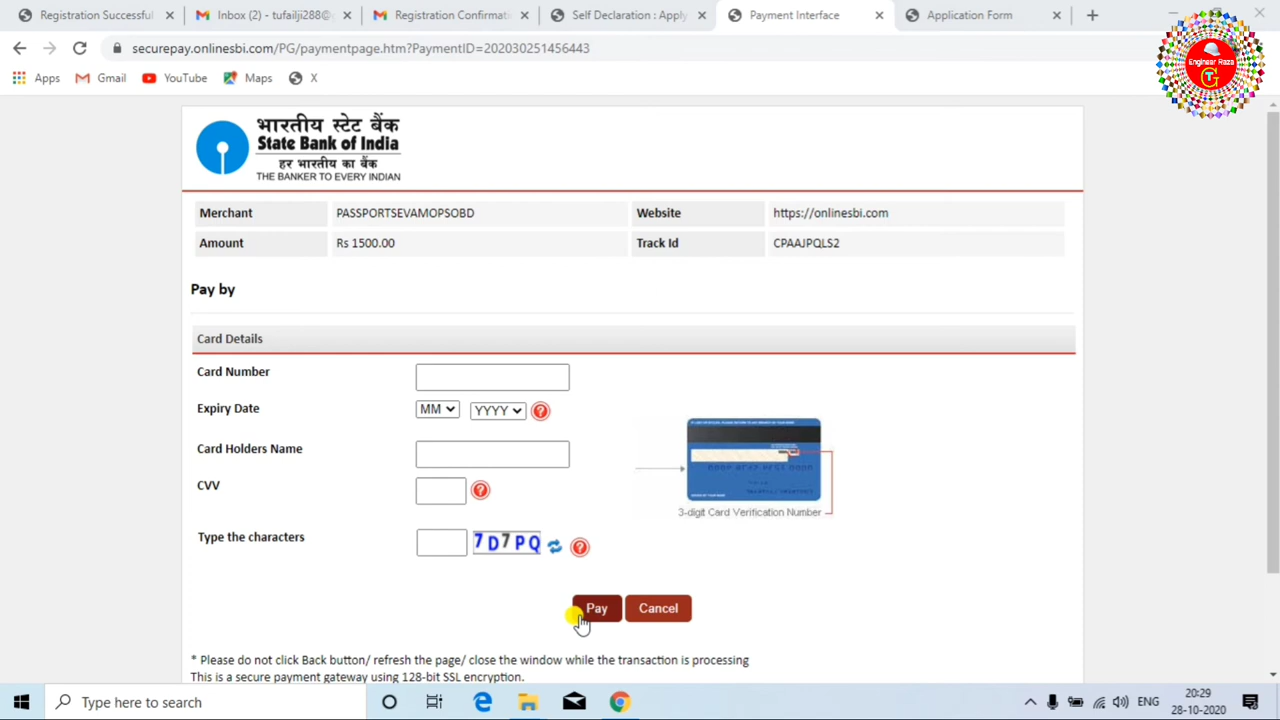 Registration Successful
Inbox (2) - tufailji288@
Registration Confirmat
Self Declaration : Apply
Payment Interface
Application Form
Engineer Raza
TG
securepay.onlinesbi.com/PG/paymentpage.htm?PaymentID=202030251456443
Apps Gmail YouTube Maps X
भारतीय स्टेट बैंक
State Bank of India
हर भारतीय का बैंक
THE BANKER TO EVERY INDIAN
Merchant PASSPORTSEVAMOPSOBD Website https://onlinesbi.com
Amount Rs 1500.00 Track Id CPAAJPQLS2
Pay by
Card Details
Card Number
Expiry Date MM YYYY ?
Card Holders Name
CVV ?
3-digit Card Verification Number
Type the characters 7D7PQ ?
Pay Cancel
* Please do not click Back button/ refresh the page/ close the window while the transaction is processing
This is a secure payment gateway using 128-bit SSL encryption.
Type here to search
ENG
20:29
28-10-2020